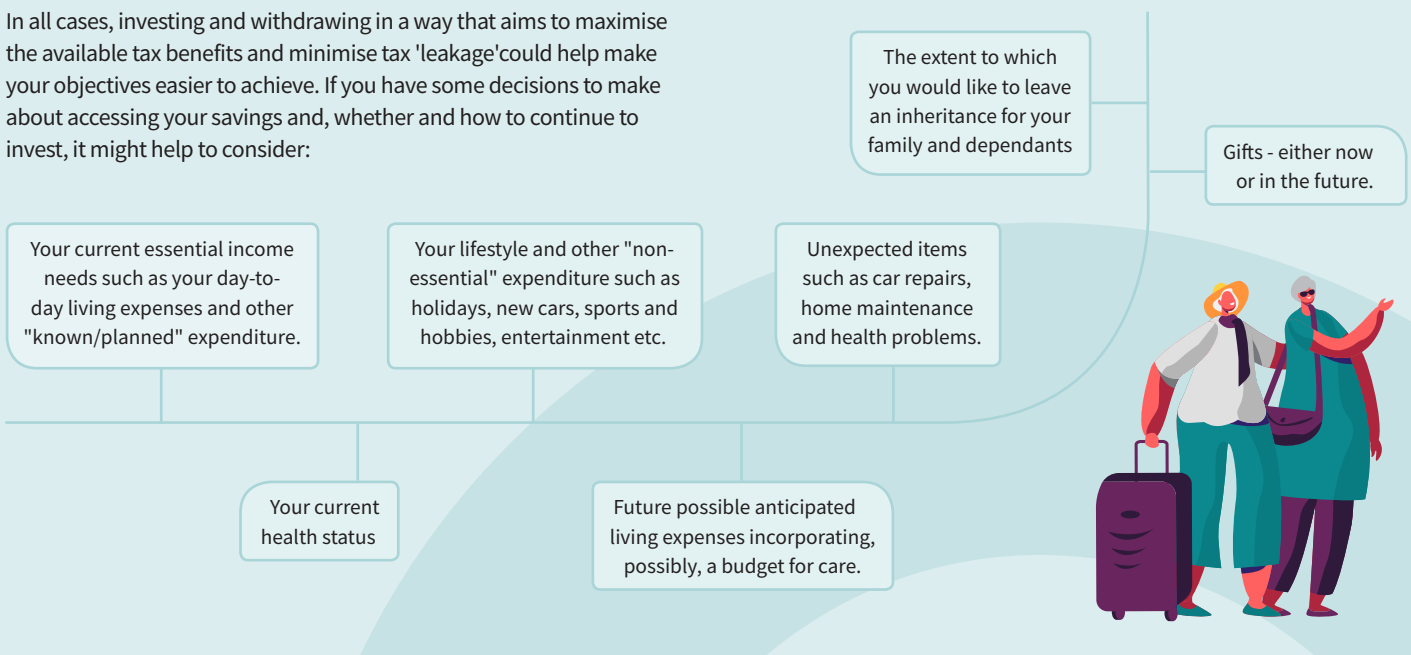 In all cases, investing and withdrawing in a way that aims to maximise
the available tax benefits and minimise tax 'leakage'could help make
your objectives easier to achieve. If you have some decisions to make
about accessing your savings and, whether and how to continue to
invest, it might help to consider:
Your current essential income
needs such as your day-to-
day living expenses and other
"known/planned" expenditure.
Your current
health status
Your lifestyle and other "non-
essential" expenditure such as
holidays, new cars, sports and
hobbies, entertainment etc.
Future possible anticipated
living expenses incorporating,
possibly, a budget for care.
Unexpected items
such as car repairs,
home maintenance
and health problems.
The extent to which
you would like to leave
an inheritance for your
family and dependants
Gifts - either now
or in the future.